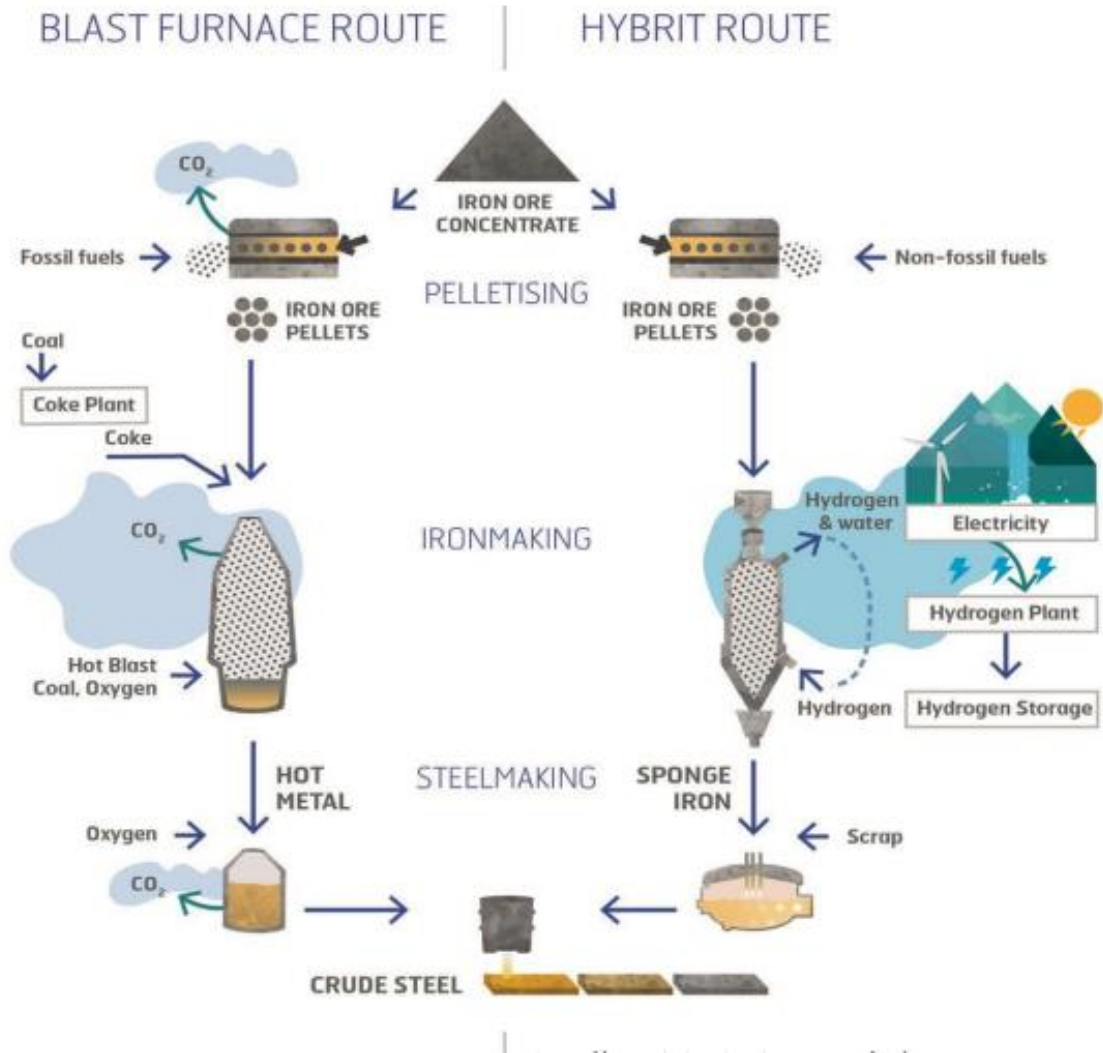 BLAST FURNACE ROUTE
HYBRIT ROUTE
CO₂
IRON ORE
CONCENTRATE
Fossil fuels
Non-fossil fuels
PELLETISING
IRON ORE
PELLETS
IRON ORE
PELLETS
Coal
Coke Plant
Coke
CO₂
IRONMAKING
Hydrogen
& water
Electricity
Hydrogen Plant
Hot Blast
Coal, Oxygen
Hydrogen
Hydrogen Storage
HOT
METAL
STEELMAKING
SPONGE
IRON
Oxygen
Scrap
CO₂
CRUDE STEEL